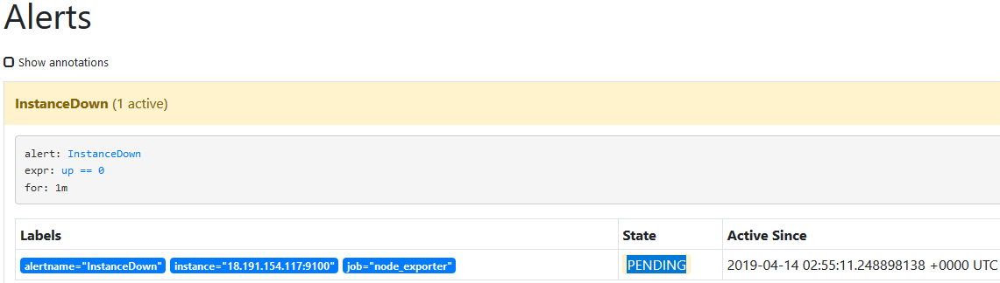 Alerts
Show annotations
InstanceDown (1 active)
alert: InstanceDown
expr: up == 0
for: 1m
Labels State Active Since
alertname="InstanceDown" instance="18.191.154.117:9100" job="node_exporter" PENDING 2019-04-14 02:55:11.248898138 +0000 UTC